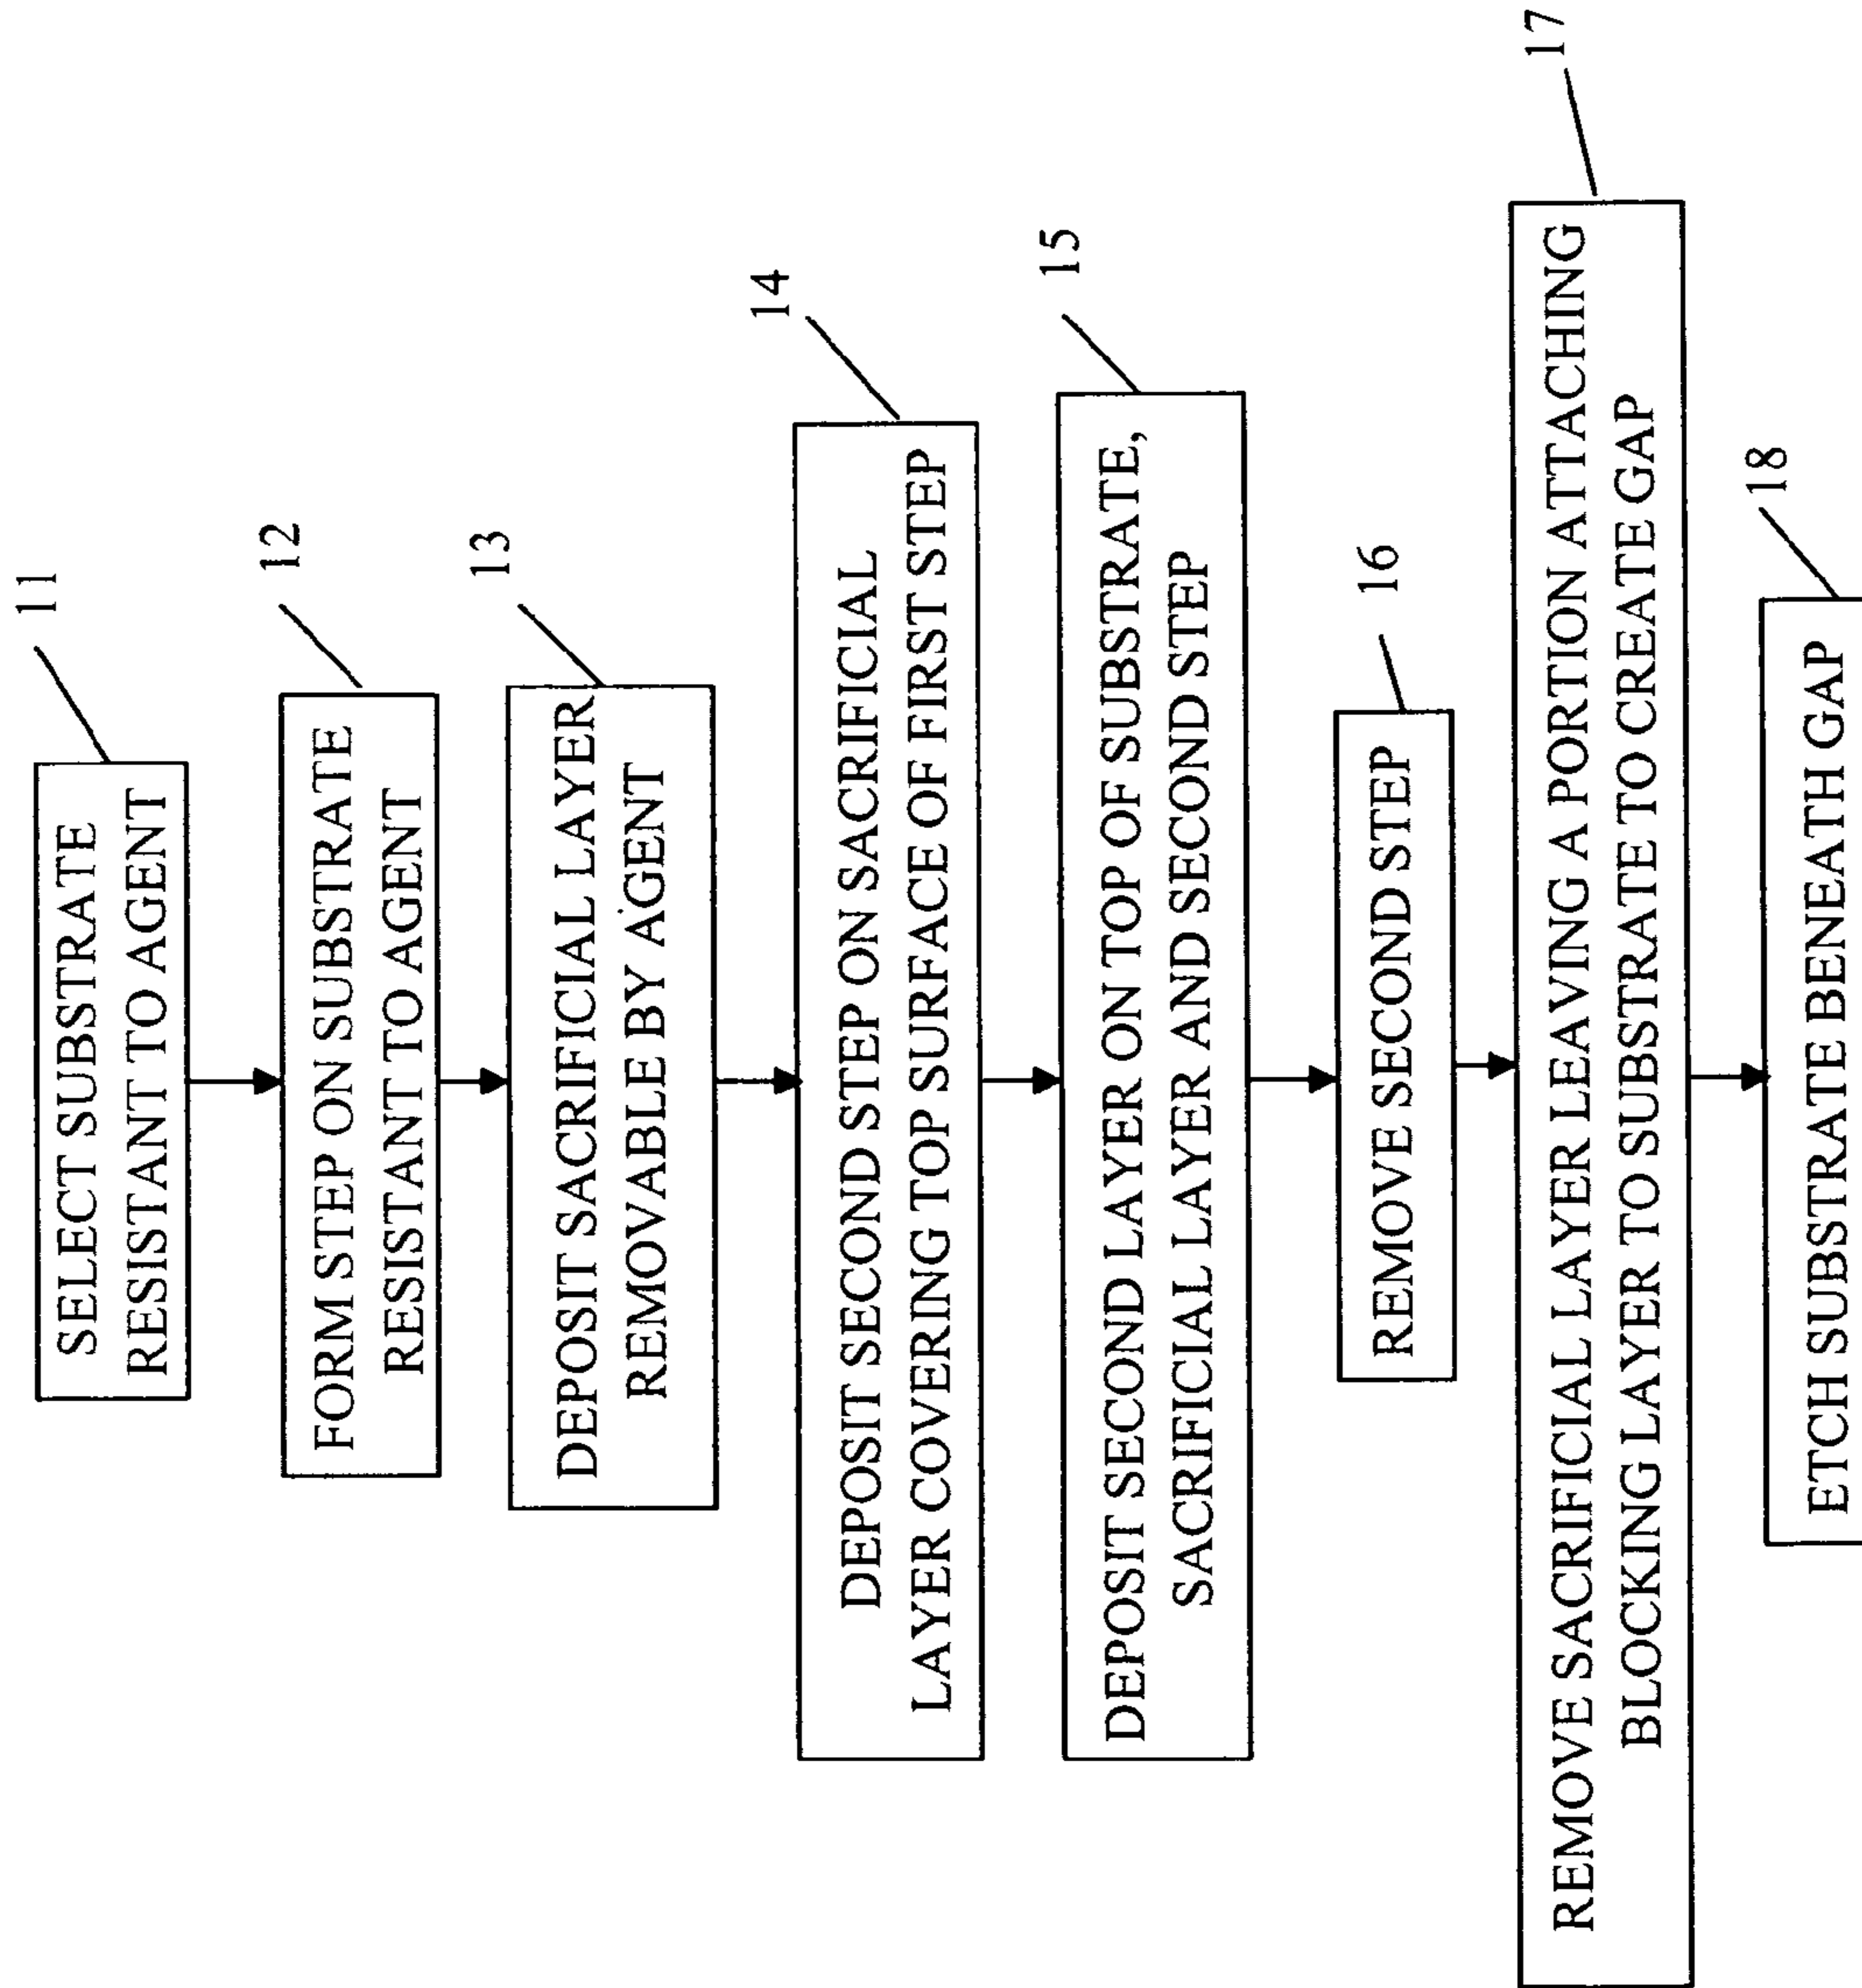 11
SELECT SUBSTRATE
RESISTANT TO AGENT
12
FORM STEP ON SUBSTRATE
RESISTANT TO AGENT
13
DEPOSIT SACRIFICIAL LAYER
REMOVABLE BY AGENT
14
DEPOSIT SECOND STEP ON SACRIFICIAL
LAYER COVERING TOP SURFACE OF FIRST STEP
15
DEPOSIT SECOND LAYER ON TOP OF SUBSTRATE,
SACRIFICIAL LAYER AND SECOND STEP
16
REMOVE SECOND STEP
17
REMOVE SACRIFICIAL LAYER LEAVING A PORTION ATTACHING
BLOCKING LAYER TO SUBSTRATE TO CREATE GAP
18
ETCH SUBSTRATE BENEATH GAP